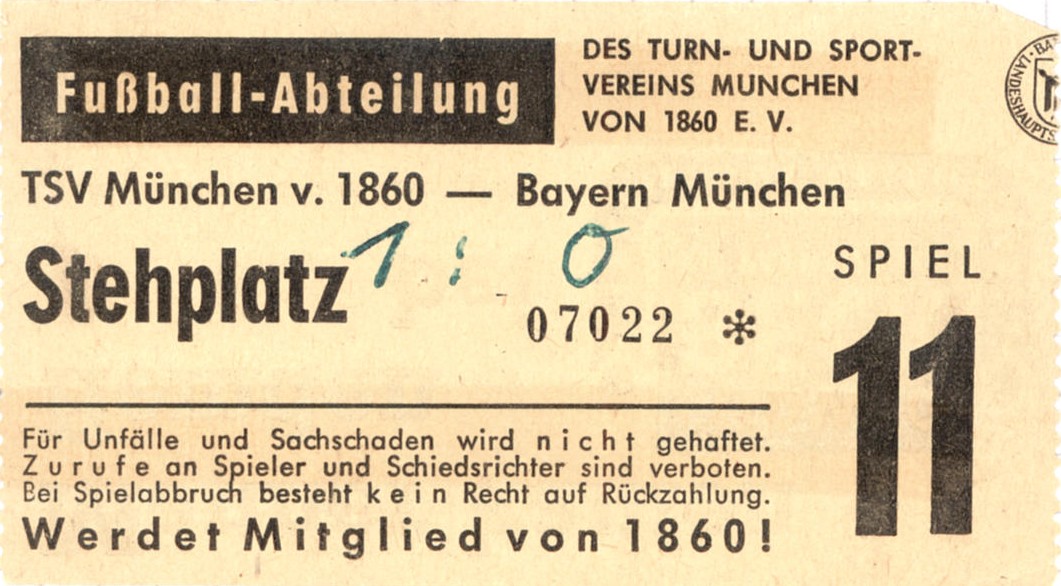 Fußball-Abteilung
DES TURN- UND SPORT-
VEREINS MUNCHEN
VON 1860 E. V.
TSV München v. 1860 — Bayern München
1 : 0
Stehplatz
07022 *
SPIEL
11
Für Unfälle und Sachschaden wird nicht gehaftet.
Zurufe an Spieler und Schiedsrichter sind verboten.
Bei Spielabbruch besteht kein Recht auf Rückzahlung.
Werdet Mitglied von 1860!